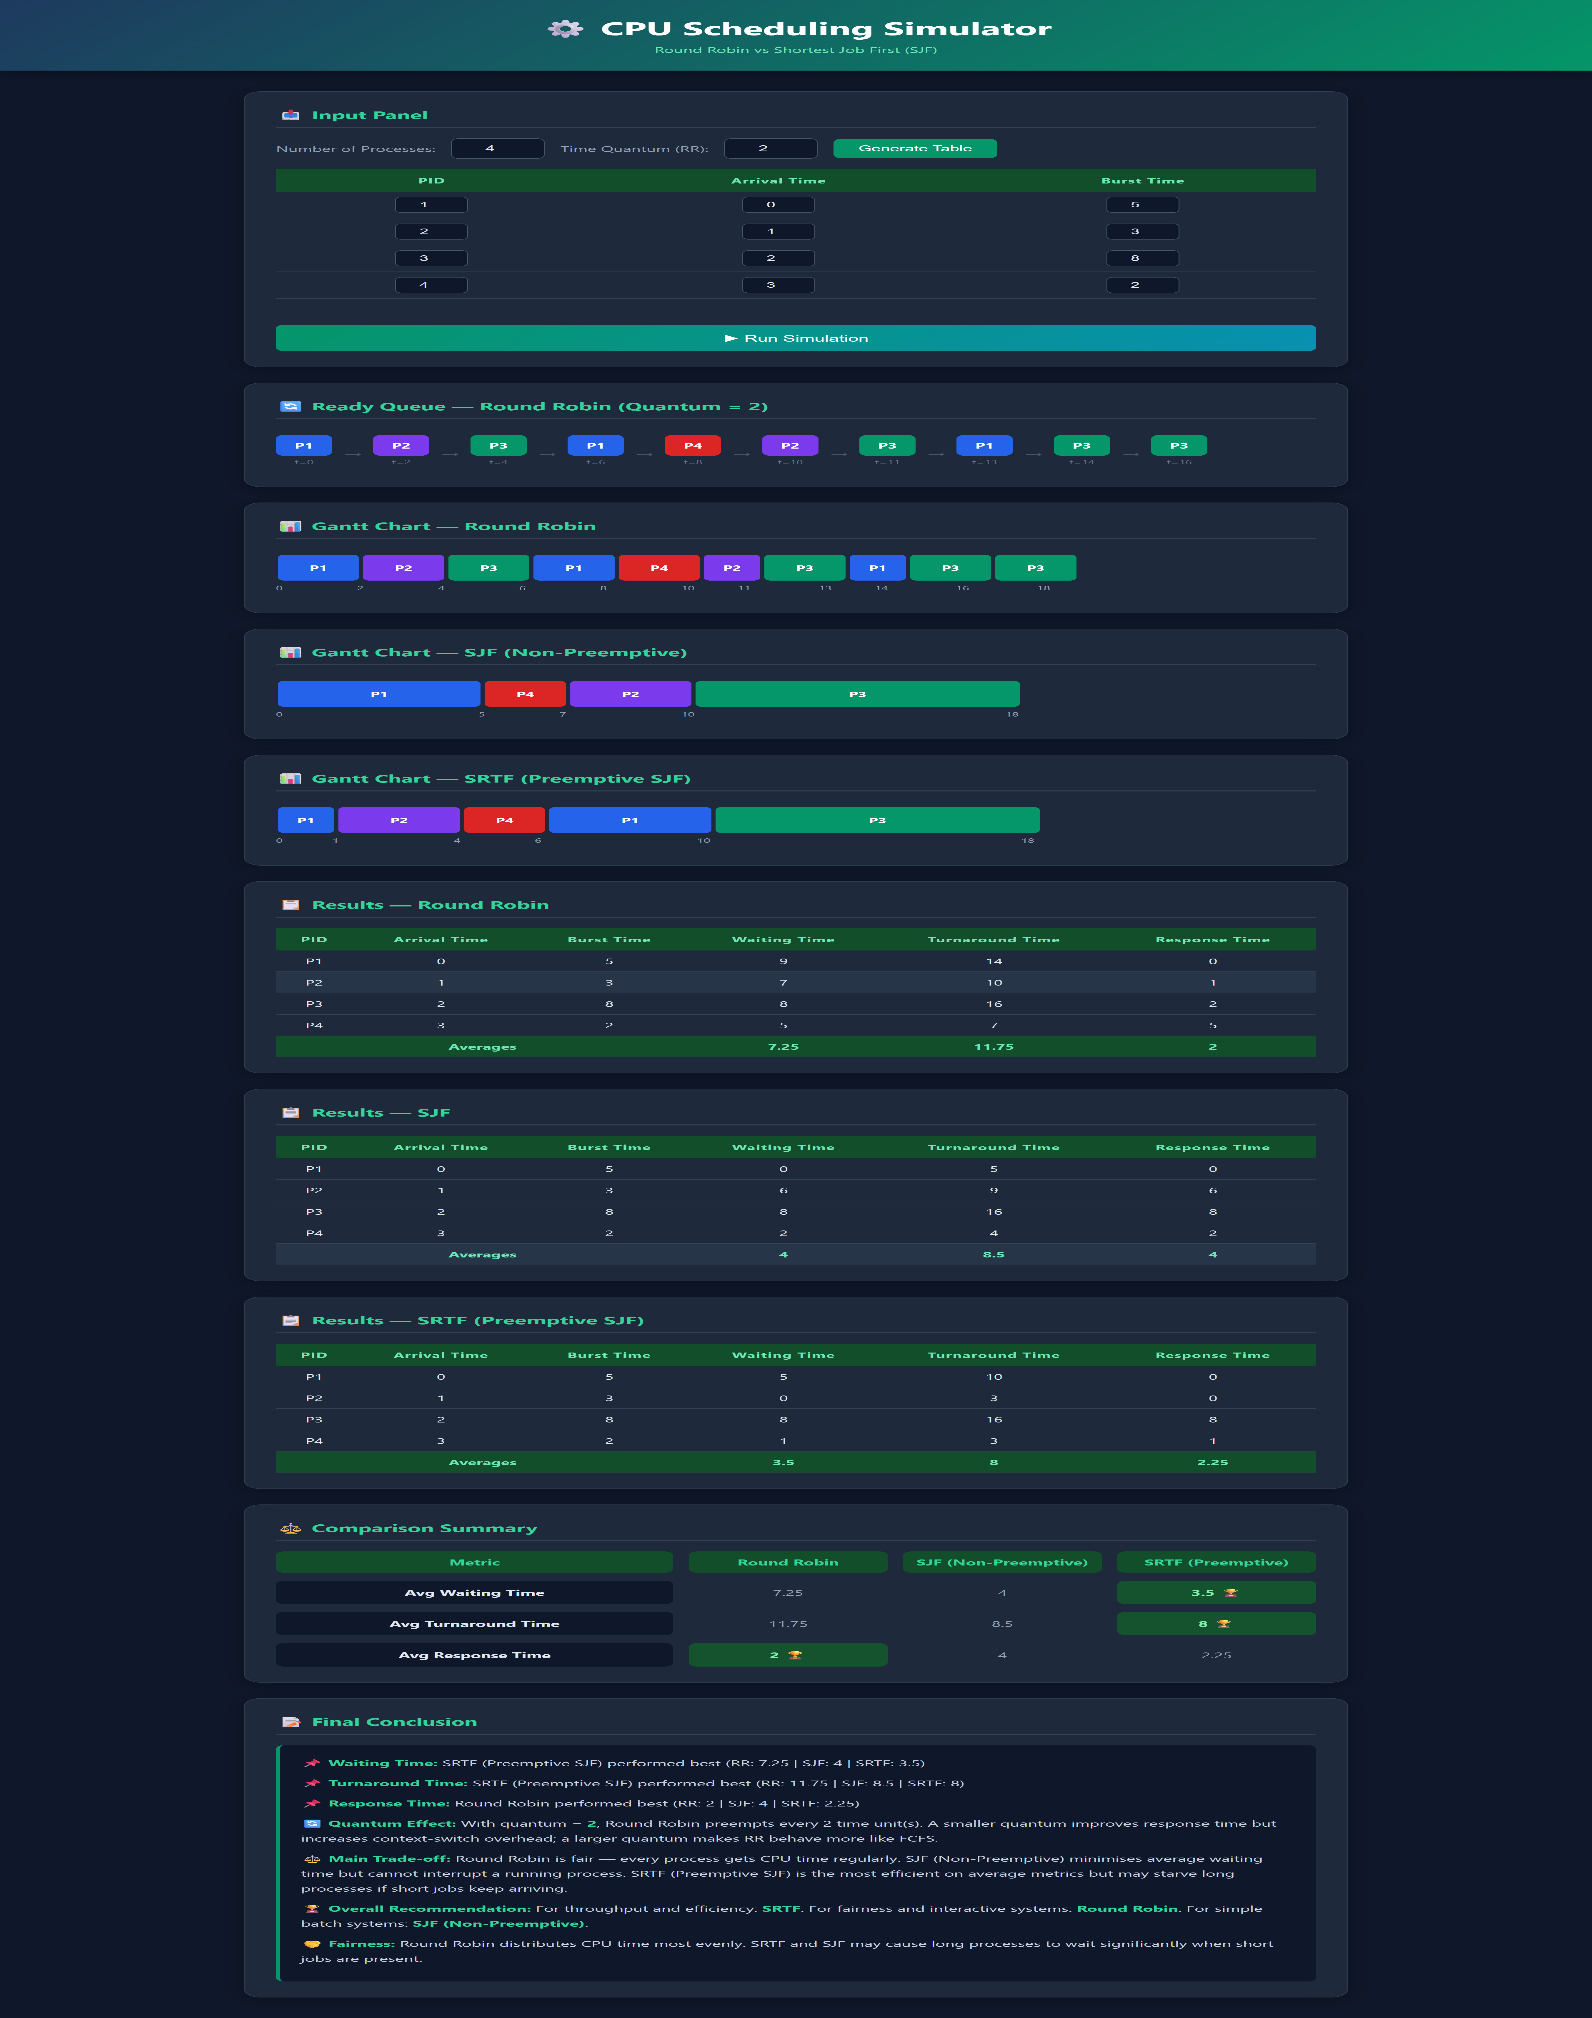 CPU Scheduling Simulator
Round Robin vs Shortest Job First (SJF)
Input Panel
Number of Processes: 4 Time Quantum (RR): 2 Generate Table
PID Arrival Time Burst Time
1 0 5
2 1 3
3 2 8
4 3 2
► Run Simulation
Ready Queue — Round Robin (Quantum = 2)
P1 → P2 → P3 → P1 → P4 → P2 → P3 → P1 → P3 → P3
t=0 t=2 t=4 t=6 t=8 t=10 t=11 t=13 t=14 t=16
Gantt Chart — Round Robin
P1 P2 P3 P1 P4 P2 P3 P1 P3 P3
0 2 4 6 8 10 11 13 14 16 18
Gantt Chart — SJF (Non-Preemptive)
P1 P4 P2 P3
0 5 7 10 18
Gantt Chart — SRTF (Preemptive SJF)
P1 P2 P4 P1 P3
0 1 4 6 10 18
Results — Round Robin
PID Arrival Time Burst Time Waiting Time Turnaround Time Response Time
P1 0 5 9 14 0
P2 1 3 7 10 1
P3 2 8 8 16 2
P4 3 2 5 7 5
Averages 7.25 11.75 2
Results — SJF
PID Arrival Time Burst Time Waiting Time Turnaround Time Response Time
P1 0 5 0 5 0
P2 1 3 6 9 6
P3 2 8 8 16 8
P4 3 2 2 4 2
Averages 4 8.5 4
Results — SRTF (Preemptive SJF)
PID Arrival Time Burst Time Waiting Time Turnaround Time Response Time
P1 0 5 5 10 0
P2 1 3 0 3 0
P3 2 8 8 16 8
P4 3 2 1 3 1
Averages 3.5 8 2.25
Comparison Summary
Metric Round Robin SJF (Non-Preemptive) SRTF (Preemptive)
Avg Waiting Time 7.25 4 3.5
Avg Turnaround Time 11.75 8.5 8
Avg Response Time 2 4 2.25
Final Conclusion
Waiting Time: SRTF (Preemptive SJF) performed best (RR: 7.25 | SJF: 4 | SRTF: 3.5)
Turnaround Time: SRTF (Preemptive SJF) performed best (RR: 11.75 | SJF: 8.5 | SRTF: 8)
Response Time: Round Robin performed best (RR: 2 | SJF: 4 | SRTF: 2.25)
Quantum Effect: With quantum = 2, Round Robin preempts every 2 time unit(s). A smaller quantum improves response time but
increases context-switch overhead; a larger quantum makes RR behave more like FCFS.
Main Trade-off: Round Robin is fair — every process gets CPU time regularly. SJF (Non-Preemptive) minimises average waiting
time but cannot interrupt a running process. SRTF (Preemptive SJF) is the most efficient on average metrics but may starve long
processes if short jobs keep arriving.
Overall Recommendation: For throughput and efficiency: SRTF. For fairness and interactive systems: Round Robin. For simple
batch systems: SJF (Non-Preemptive).
Fairness: Round Robin distributes CPU time most evenly. SRTF and SJF may cause long processes to wait significantly when short
jobs are present.